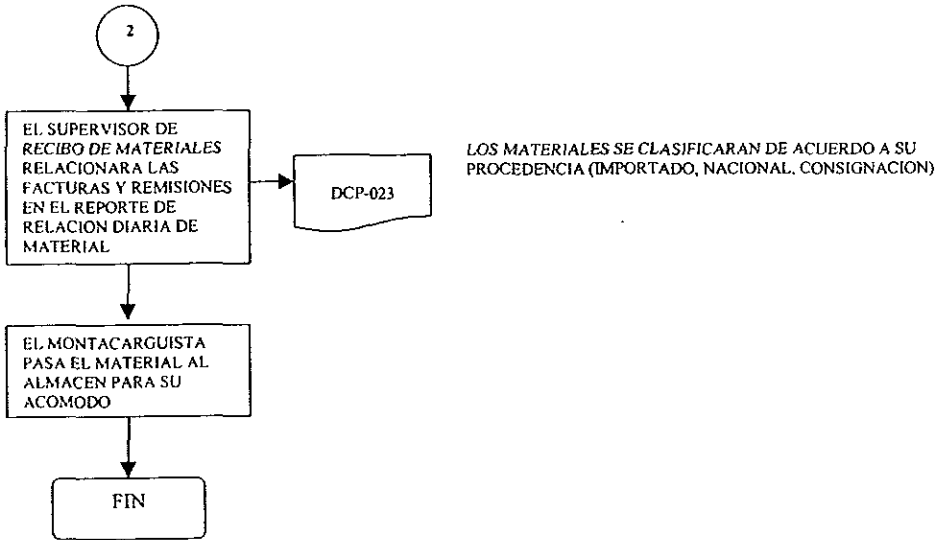 2
EL SUPERVISOR DE
RECIBO DE MATERIALES
RELACIONARA LAS
FACTURAS Y REMISIONES
EN EL REPORTE DE
RELACION DIARIA DE
MATERIAL
DCP-023
LOS MATERIALES SE CLASIFICARAN DE ACUERDO A SU
PROCEDENCIA (IMPORTADO, NACIONAL, CONSIGNACION)
EL MONTACARGUISTA
PASA EL MATERIAL AL
ALMACEN PARA SU
ACOMODO
FIN